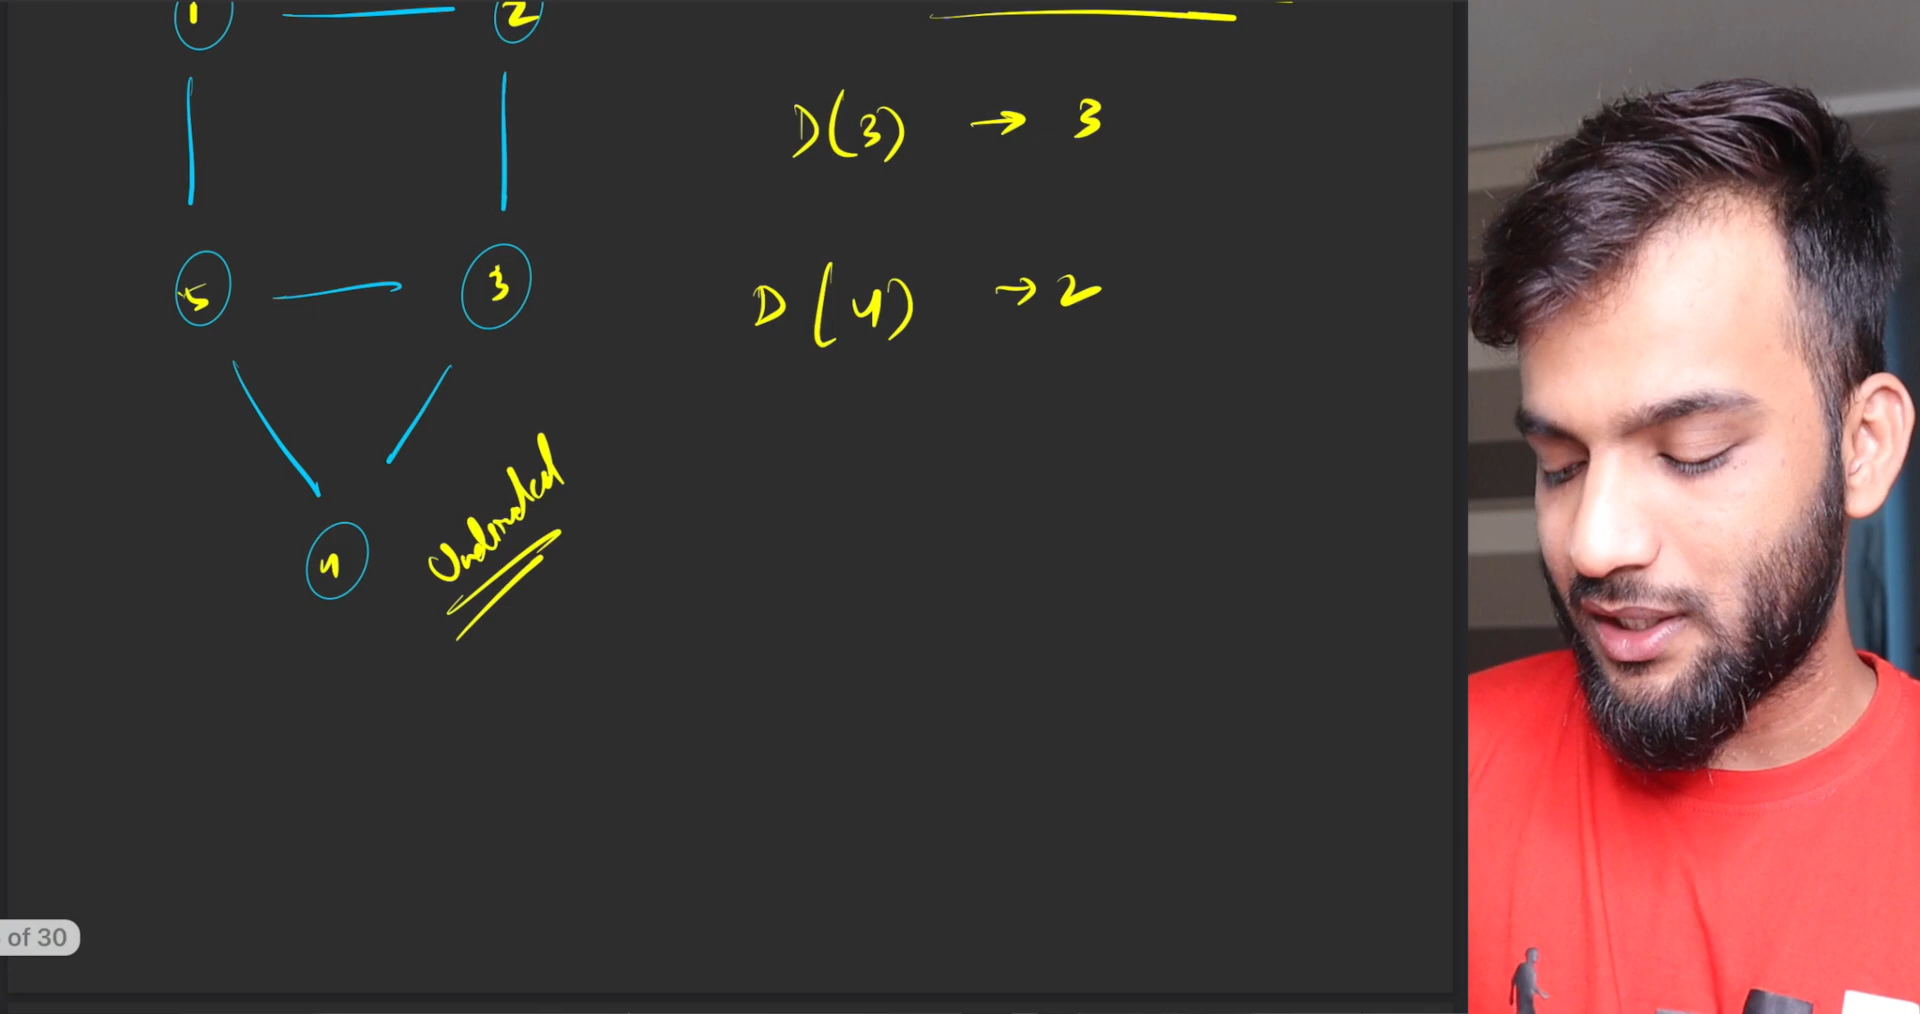 1 2
D(3) → 3
5 3
D(4) → 2
Undirected
4
of 30